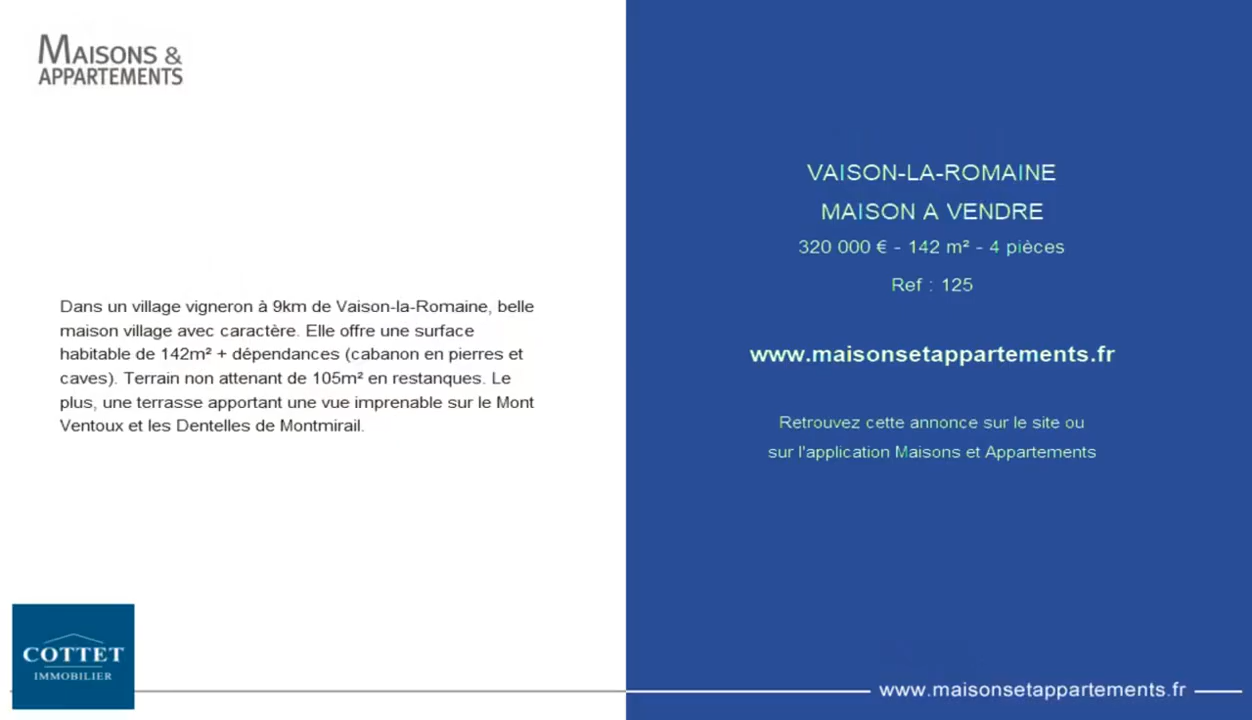 MAISONS &
APPARTEMENTS
Dans un village vigneron à 9km de Vaison-la-Romaine, belle
maison village avec caractère. Elle offre une surface
habitable de 142m² + dépendances (cabanon en pierres et
caves). Terrain non attenant de 105m² en restanques. Le
plus, une terrasse apportant une vue imprenable sur le Mont
Ventoux et les Dentelles de Montmirail.
COTTET
IMMOBILIER
VAISON-LA-ROMAINE
MAISON A VENDRE
320 000 € - 142 m² - 4 pièces
Ref : 125
www.maisonsetappartements.fr
Retrouvez cette annonce sur le site ou
sur l'application Maisons et Appartements
www.maisonsetappartements.fr